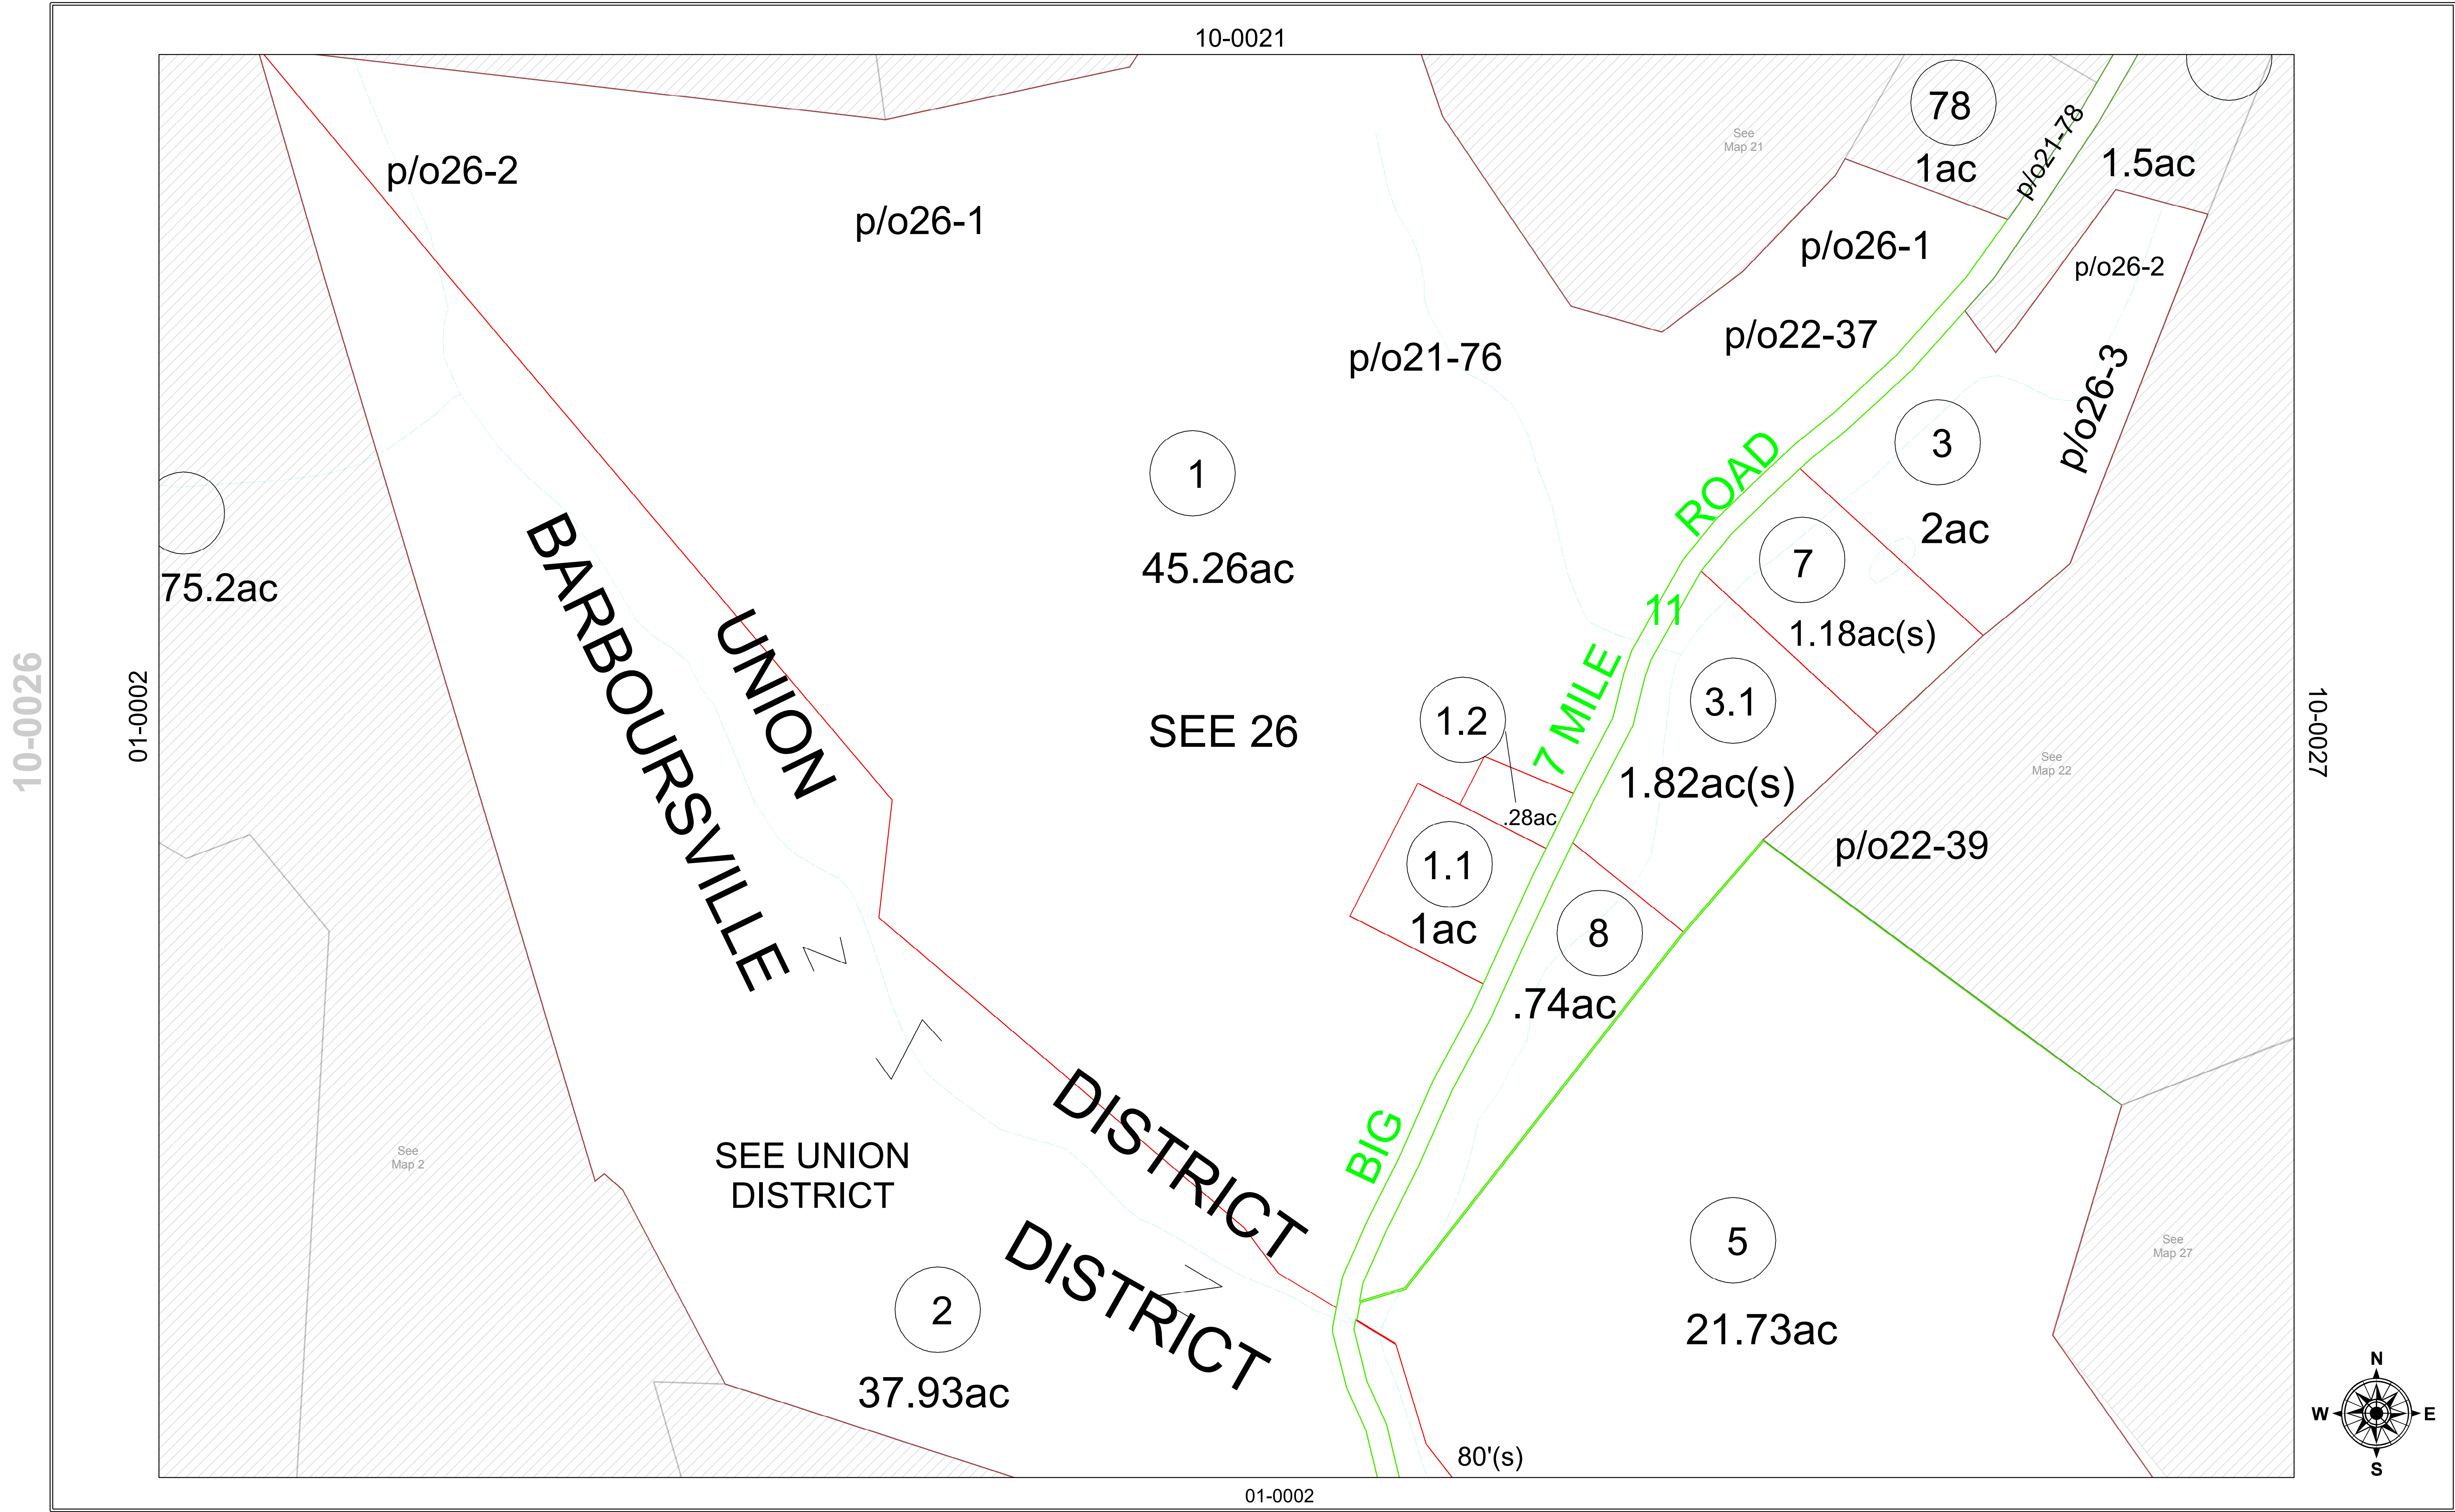 10-0021
10-0026
01-0002
10-0027
01-0002
78
1ac
p/o21-78
1.5ac
See
Map 21
p/o26-2
p/o26-1
p/o26-1
p/o26-2
p/o22-37
p/o21-76
p/o26-3
1
45.26ac
3
2ac
75.2ac
ROAD
7
1.18ac(s)
11
7 MILE
3.1
1.82ac(s)
UNION
BARBOURSVILLE
SEE 26
1.2
.28ac
See
Map 22
p/o22-39
1.1
1ac
8
.74ac
BIG
DISTRICT
DISTRICT
See
Map 2
SEE UNION
DISTRICT
2
37.93ac
5
21.73ac
See
Map 27
80'(s)
N
W
E
S